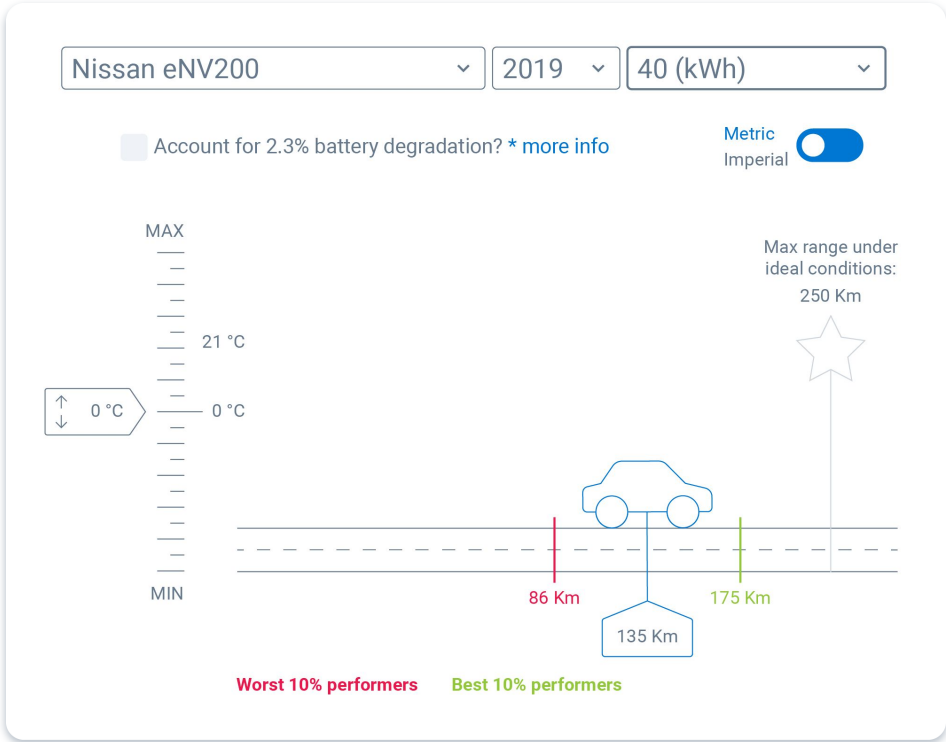 Nissan eNV200
2019
40 (kWh)
Account for 2.3% battery degradation? * more info
Metric
Imperial
MAX
Max range under
ideal conditions:
250 Km
21 °C
0 °C
0 °C
MIN
86 Km
175 Km
135 Km
Worst 10% performers
Best 10% performers